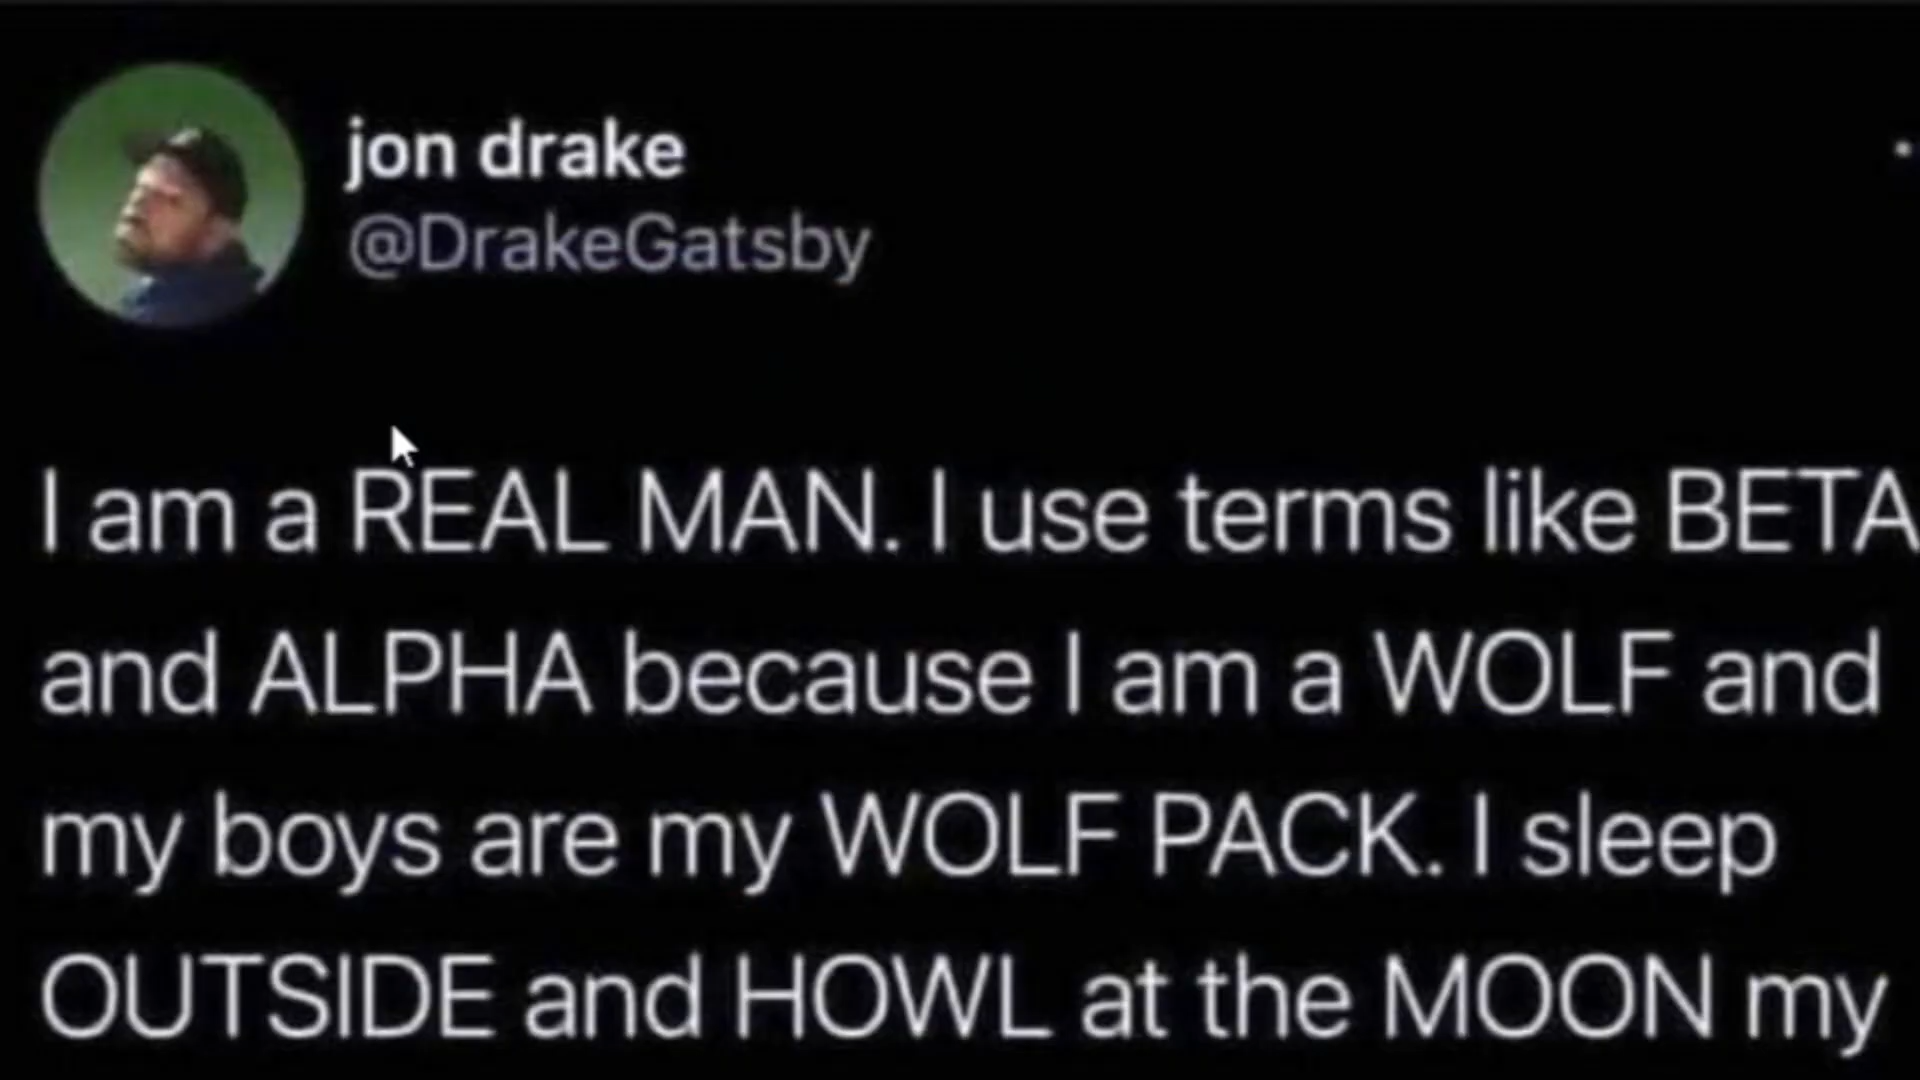 jon drake
@DrakeGatsby
I am a REAL MAN. I use terms like BETA
and ALPHA because I am a WOLF and
my boys are my WOLF PACK. I sleep
OUTSIDE and HOWL at the MOON my